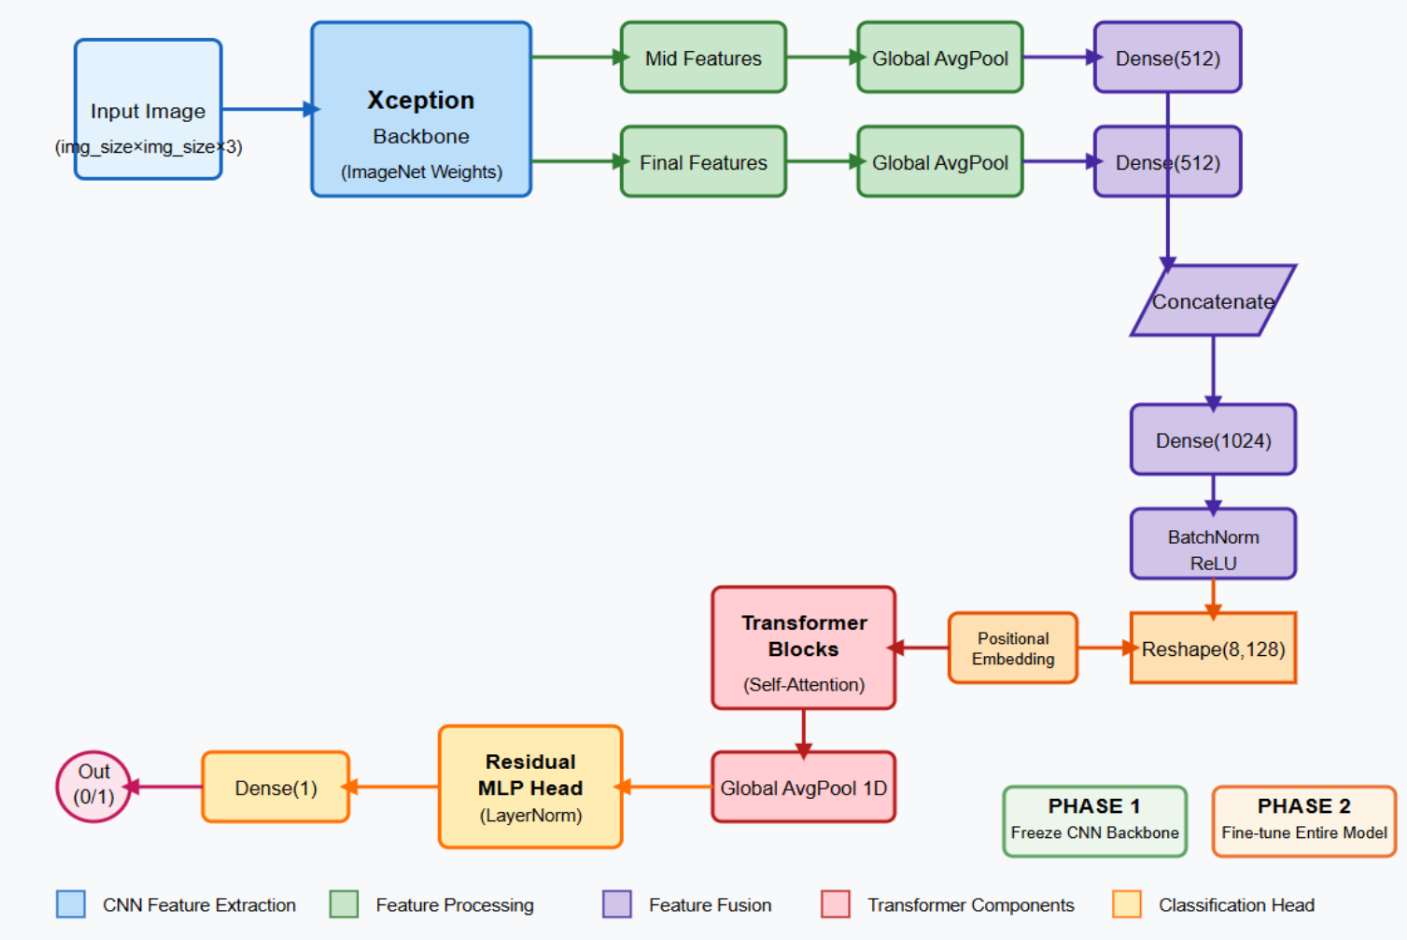 Input Image
(img_size×img_size×3)
Xception
Backbone
(ImageNet Weights)
Mid Features
Global AvgPool
Dense(512)
Final Features
Global AvgPool
Dense(512)
Concatenate
Dense(1024)
BatchNorm
ReLU
Reshape(8,128)
Positional
Embedding
Transformer
Blocks
(Self-Attention)
Global AvgPool 1D
Residual
MLP Head
(LayerNorm)
Dense(1)
Out
(0/1)
PHASE 1
Freeze CNN Backbone
PHASE 2
Fine-tune Entire Model
CNN Feature Extraction
Feature Processing
Feature Fusion
Transformer Components
Classification Head